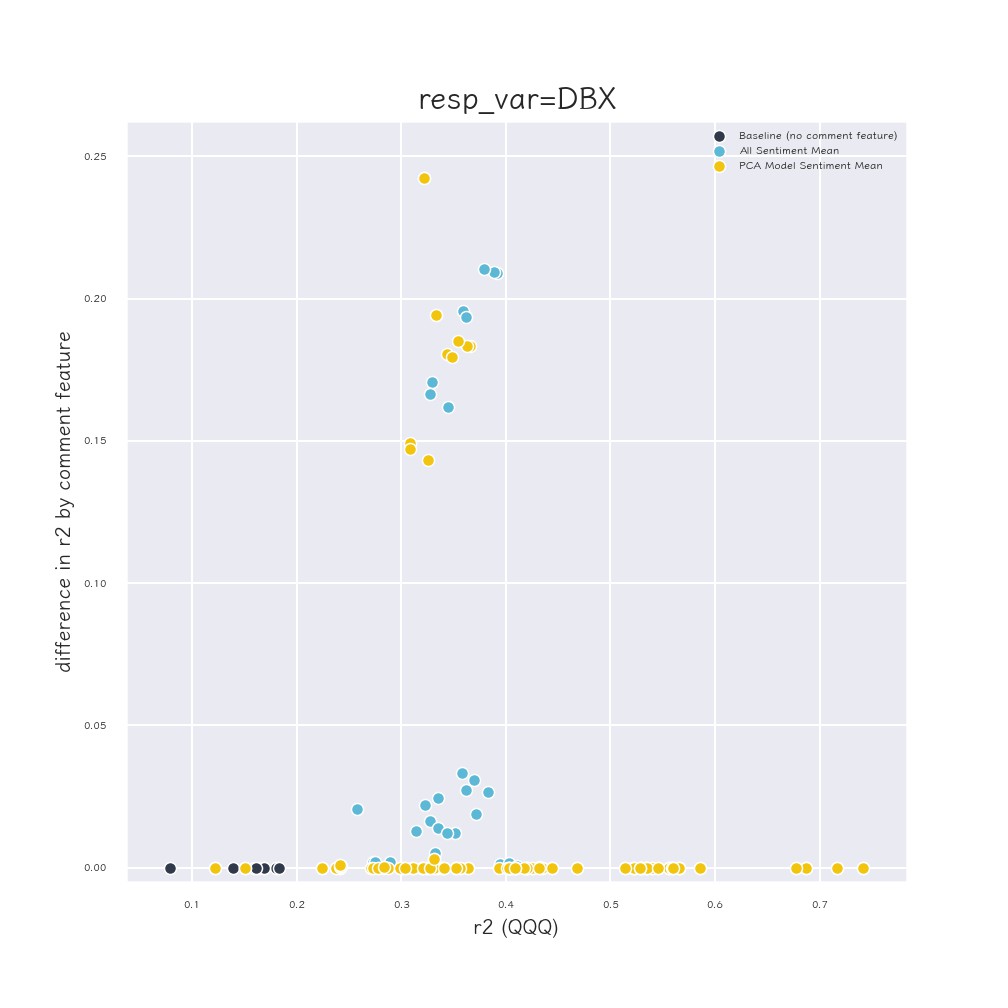 resp_var=DBX
Baseline (no comment feature)
All Sentiment Mean
PCA Model Sentiment Mean
difference in r2 by comment feature
0.25
0.20
0.15
0.10
0.05
0.00
0.1 0.2 0.3 0.4 0.5 0.6 0.7
r2 (QQQ)